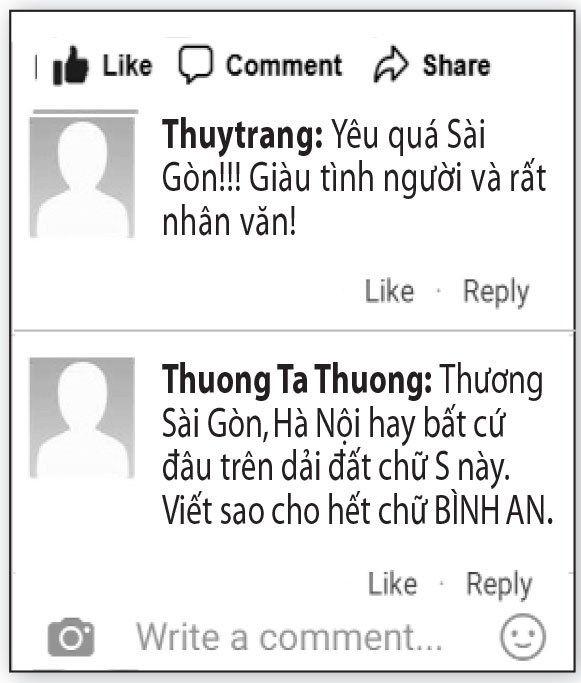 Like Comment Share
Thuytrang: Yêu quá Sài
Gòn!!! Giàu tình người và rất
nhân văn!
Like · Reply
Thuong Ta Thuong: Thương
Sài Gòn, Hà Nội hay bất cứ
đâu trên dải đất chữ S này.
Viết sao cho hết chữ BÌNH AN.
Like · Reply
Write a comment...